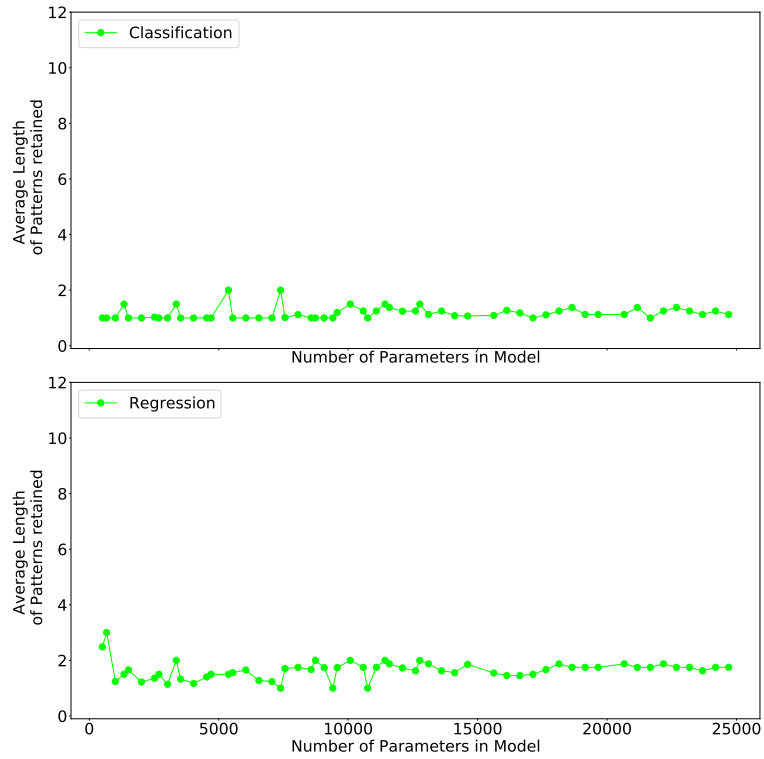 12
10
8
6
4
2
0
Classification
Average Length
of Patterns retained
Number of Parameters in Model
12
10
8
6
4
2
0
Regression
Average Length
of Patterns retained
0 5000 10000 15000 20000 25000
Number of Parameters in Model